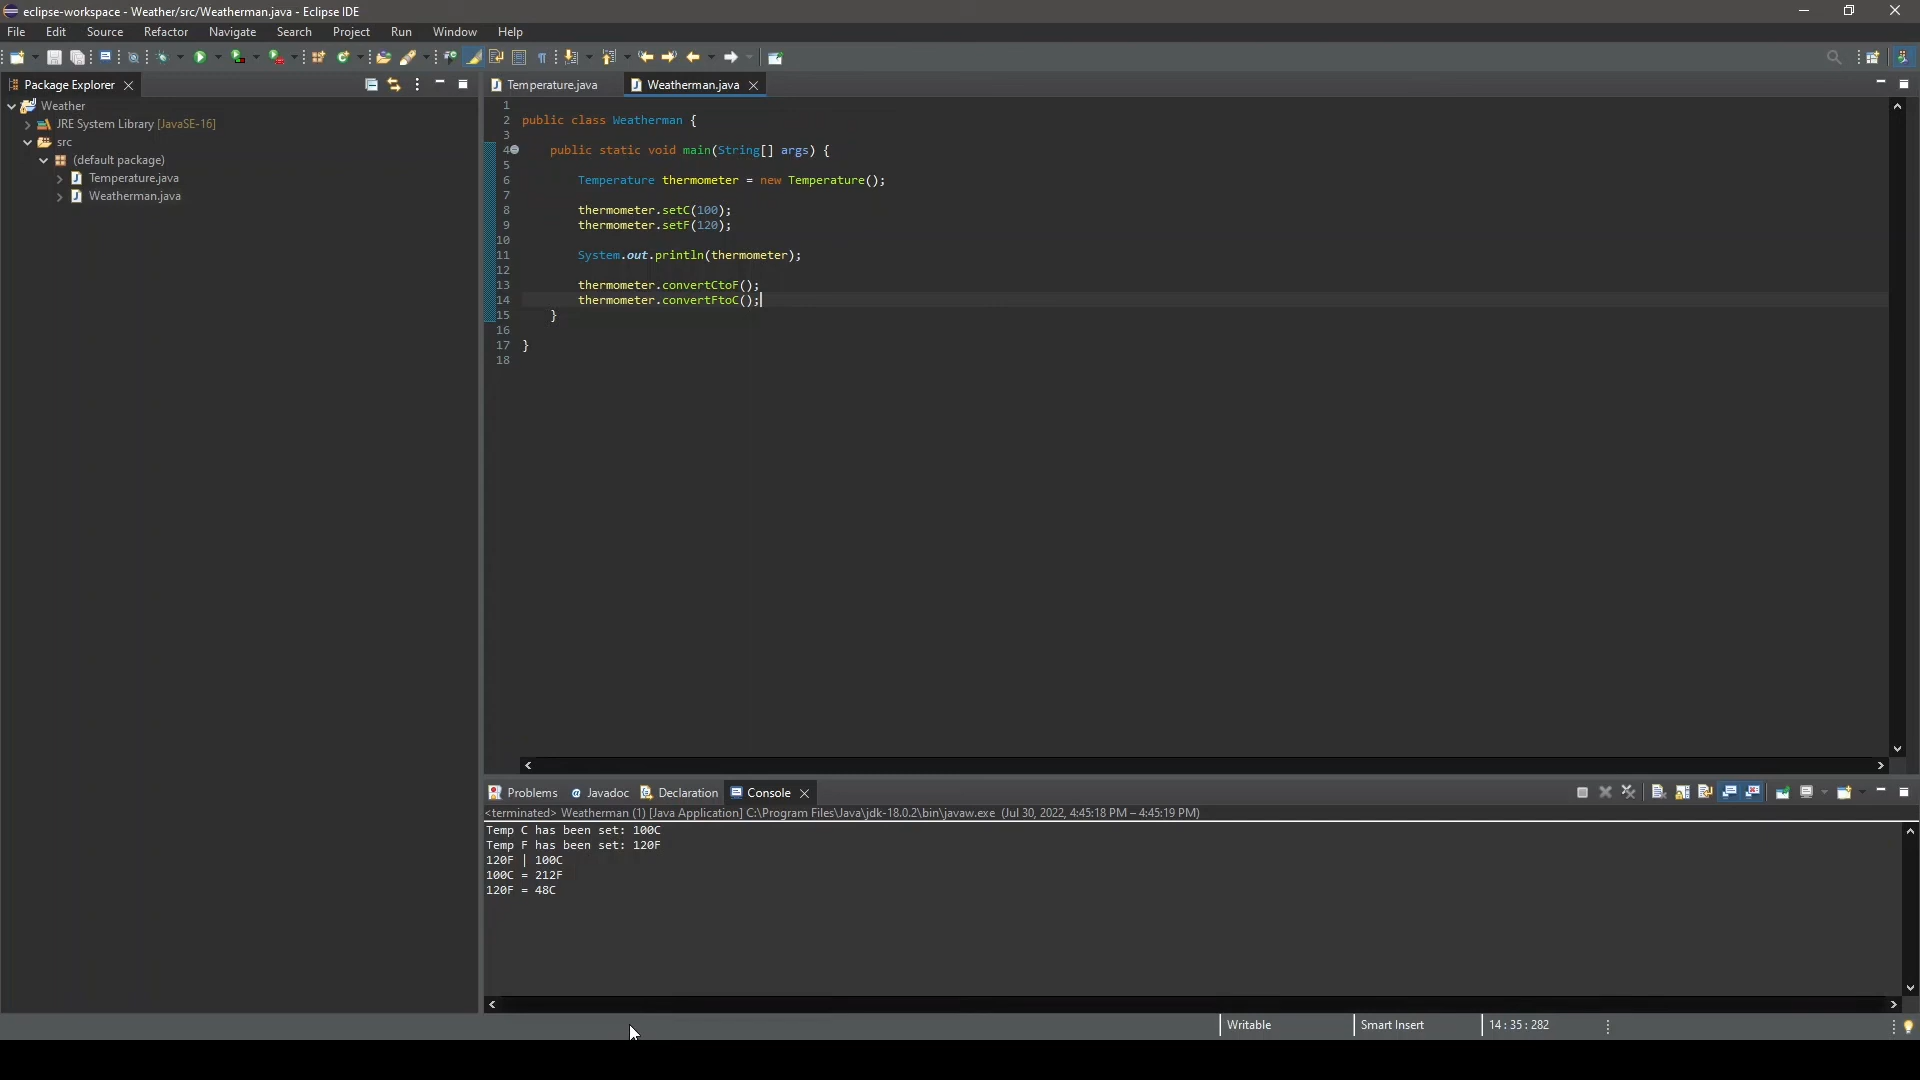 eclipse-workspace - Weather/src/Weatherman.java - Eclipse IDE
File Edit Source Refactor Navigate Search Project Run Window Help
Package Explorer
Weather
JRE System Library [JavaSE-16]
src
(default package)
Temperature.java
Weatherman.java
Temperature.java Weatherman.java
1
2 public class Weatherman {
3
4 public static void main(String[] args) {
5
6 Temperature thermometer = new Temperature();
7
8 thermometer.setC(100);
9 thermometer.setF(120);
10
11 System.out.println(thermometer);
12
13 thermometer.convertCtoF();
14 thermometer.convertFtoC();
15 }
16
17 }
18
Problems Javadoc Declaration Console
<terminated> Weatherman (1) [Java Application] C:\Program Files\Java\jdk-18.0.2\bin\javaw.exe (Jul 30, 2022, 4:45:18 PM – 4:45:19 PM)
Temp C has been set: 100C
Temp F has been set: 120F
120F | 100C
100C = 212F
120F = 48C
Writable Smart Insert 14 : 35 : 282